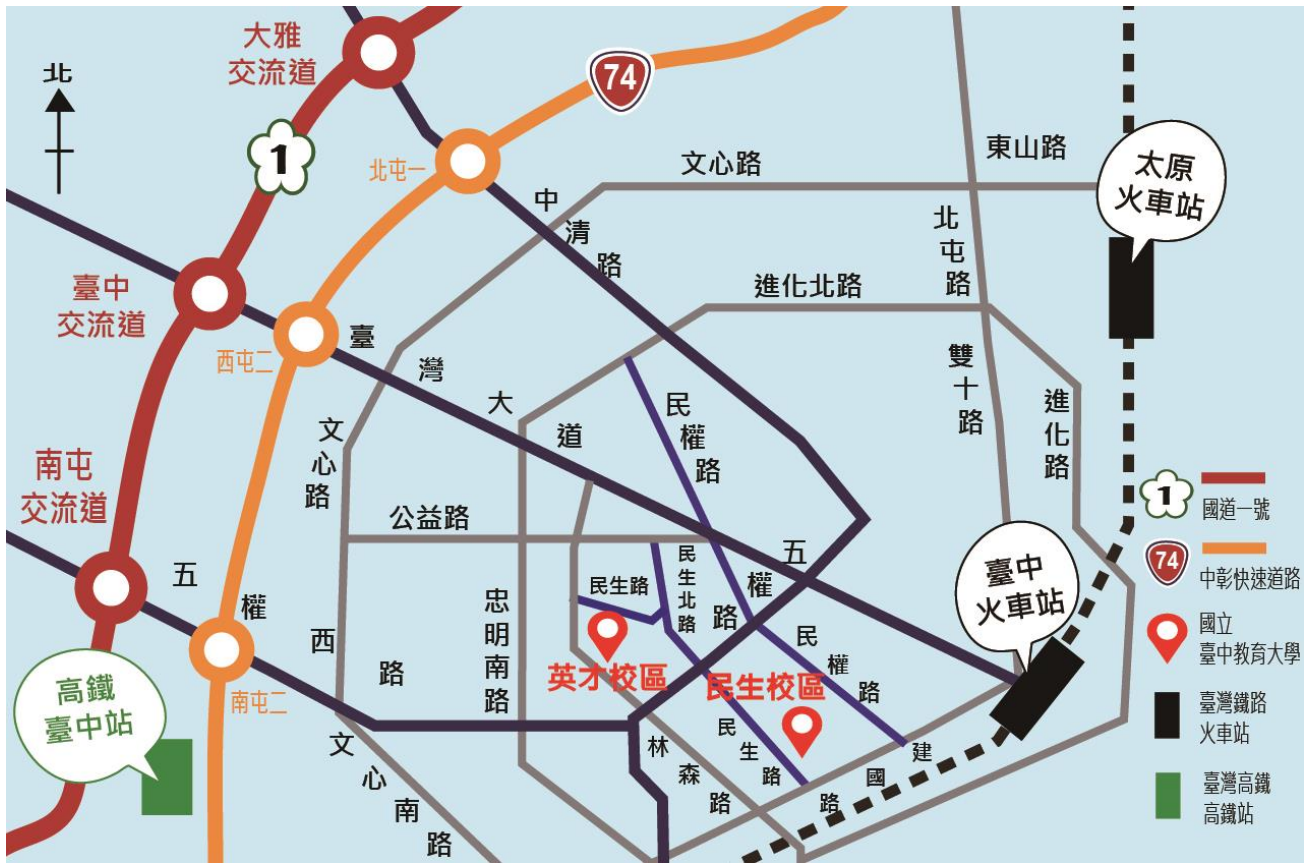 大雅
交流道
北
74
1
北屯一
文心路
東山路
太原
火車站
中清路
北屯路
臺中
交流道
西屯二
進化北路
臺灣大道
雙十路
民權路
進化路
文心路
南屯
交流道
公益路
1
國道一號
五權西路
民生路
民生北路
五權路
臺中
火車站
74
中彰快速道路
忠明南路
國立
臺中教育大學
英才校區
民生校區
民權路
高鐵
臺中站
南屯二
臺灣鐵路
火車站
文心南路
林森路
民生路
建國路
臺灣高鐵
高鐵站